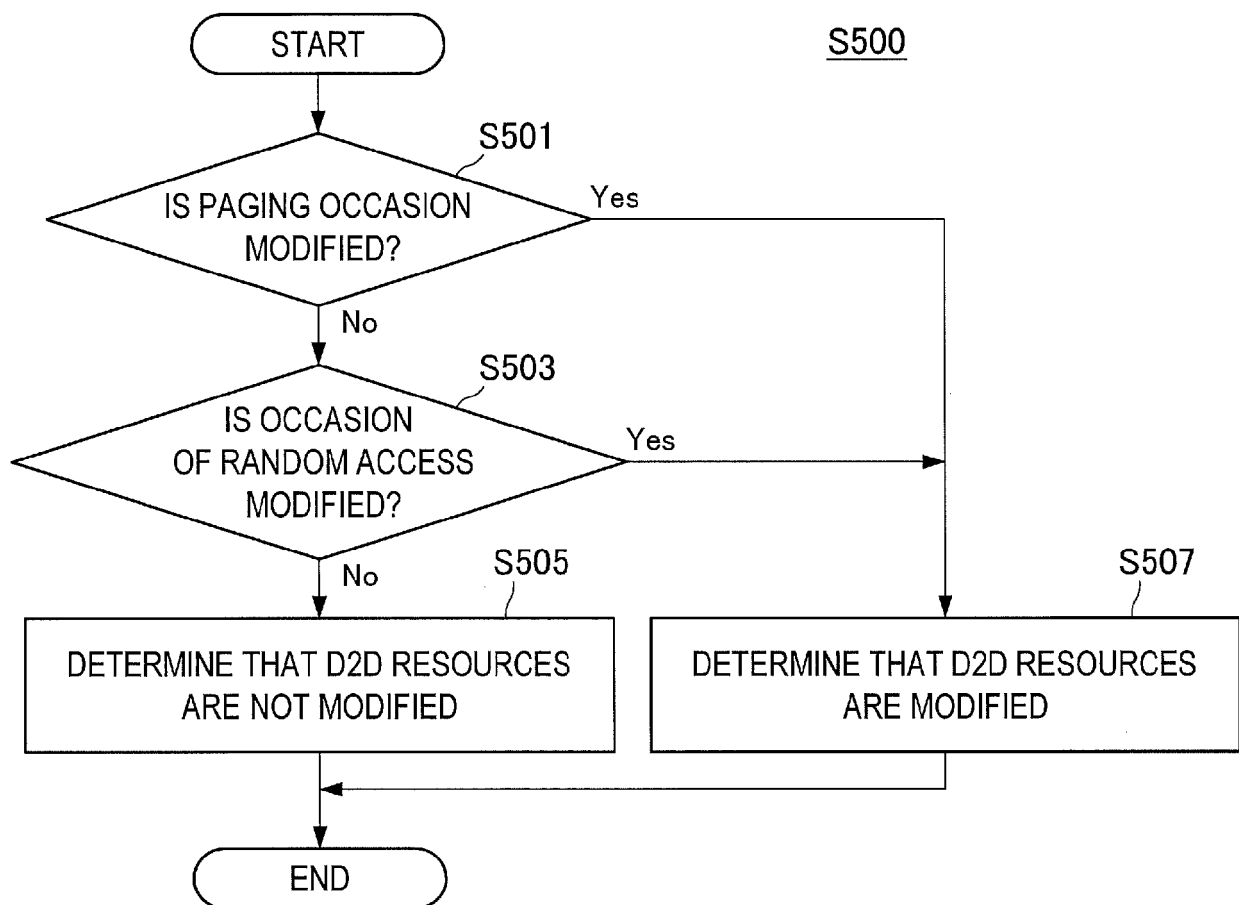 START
S500
S501
IS PAGING OCCASION
MODIFIED?
Yes
No
S503
IS OCCASION
OF RANDOM ACCESS
MODIFIED?
Yes
No
S505
DETERMINE THAT D2D RESOURCES
ARE NOT MODIFIED
S507
DETERMINE THAT D2D RESOURCES
ARE MODIFIED
END